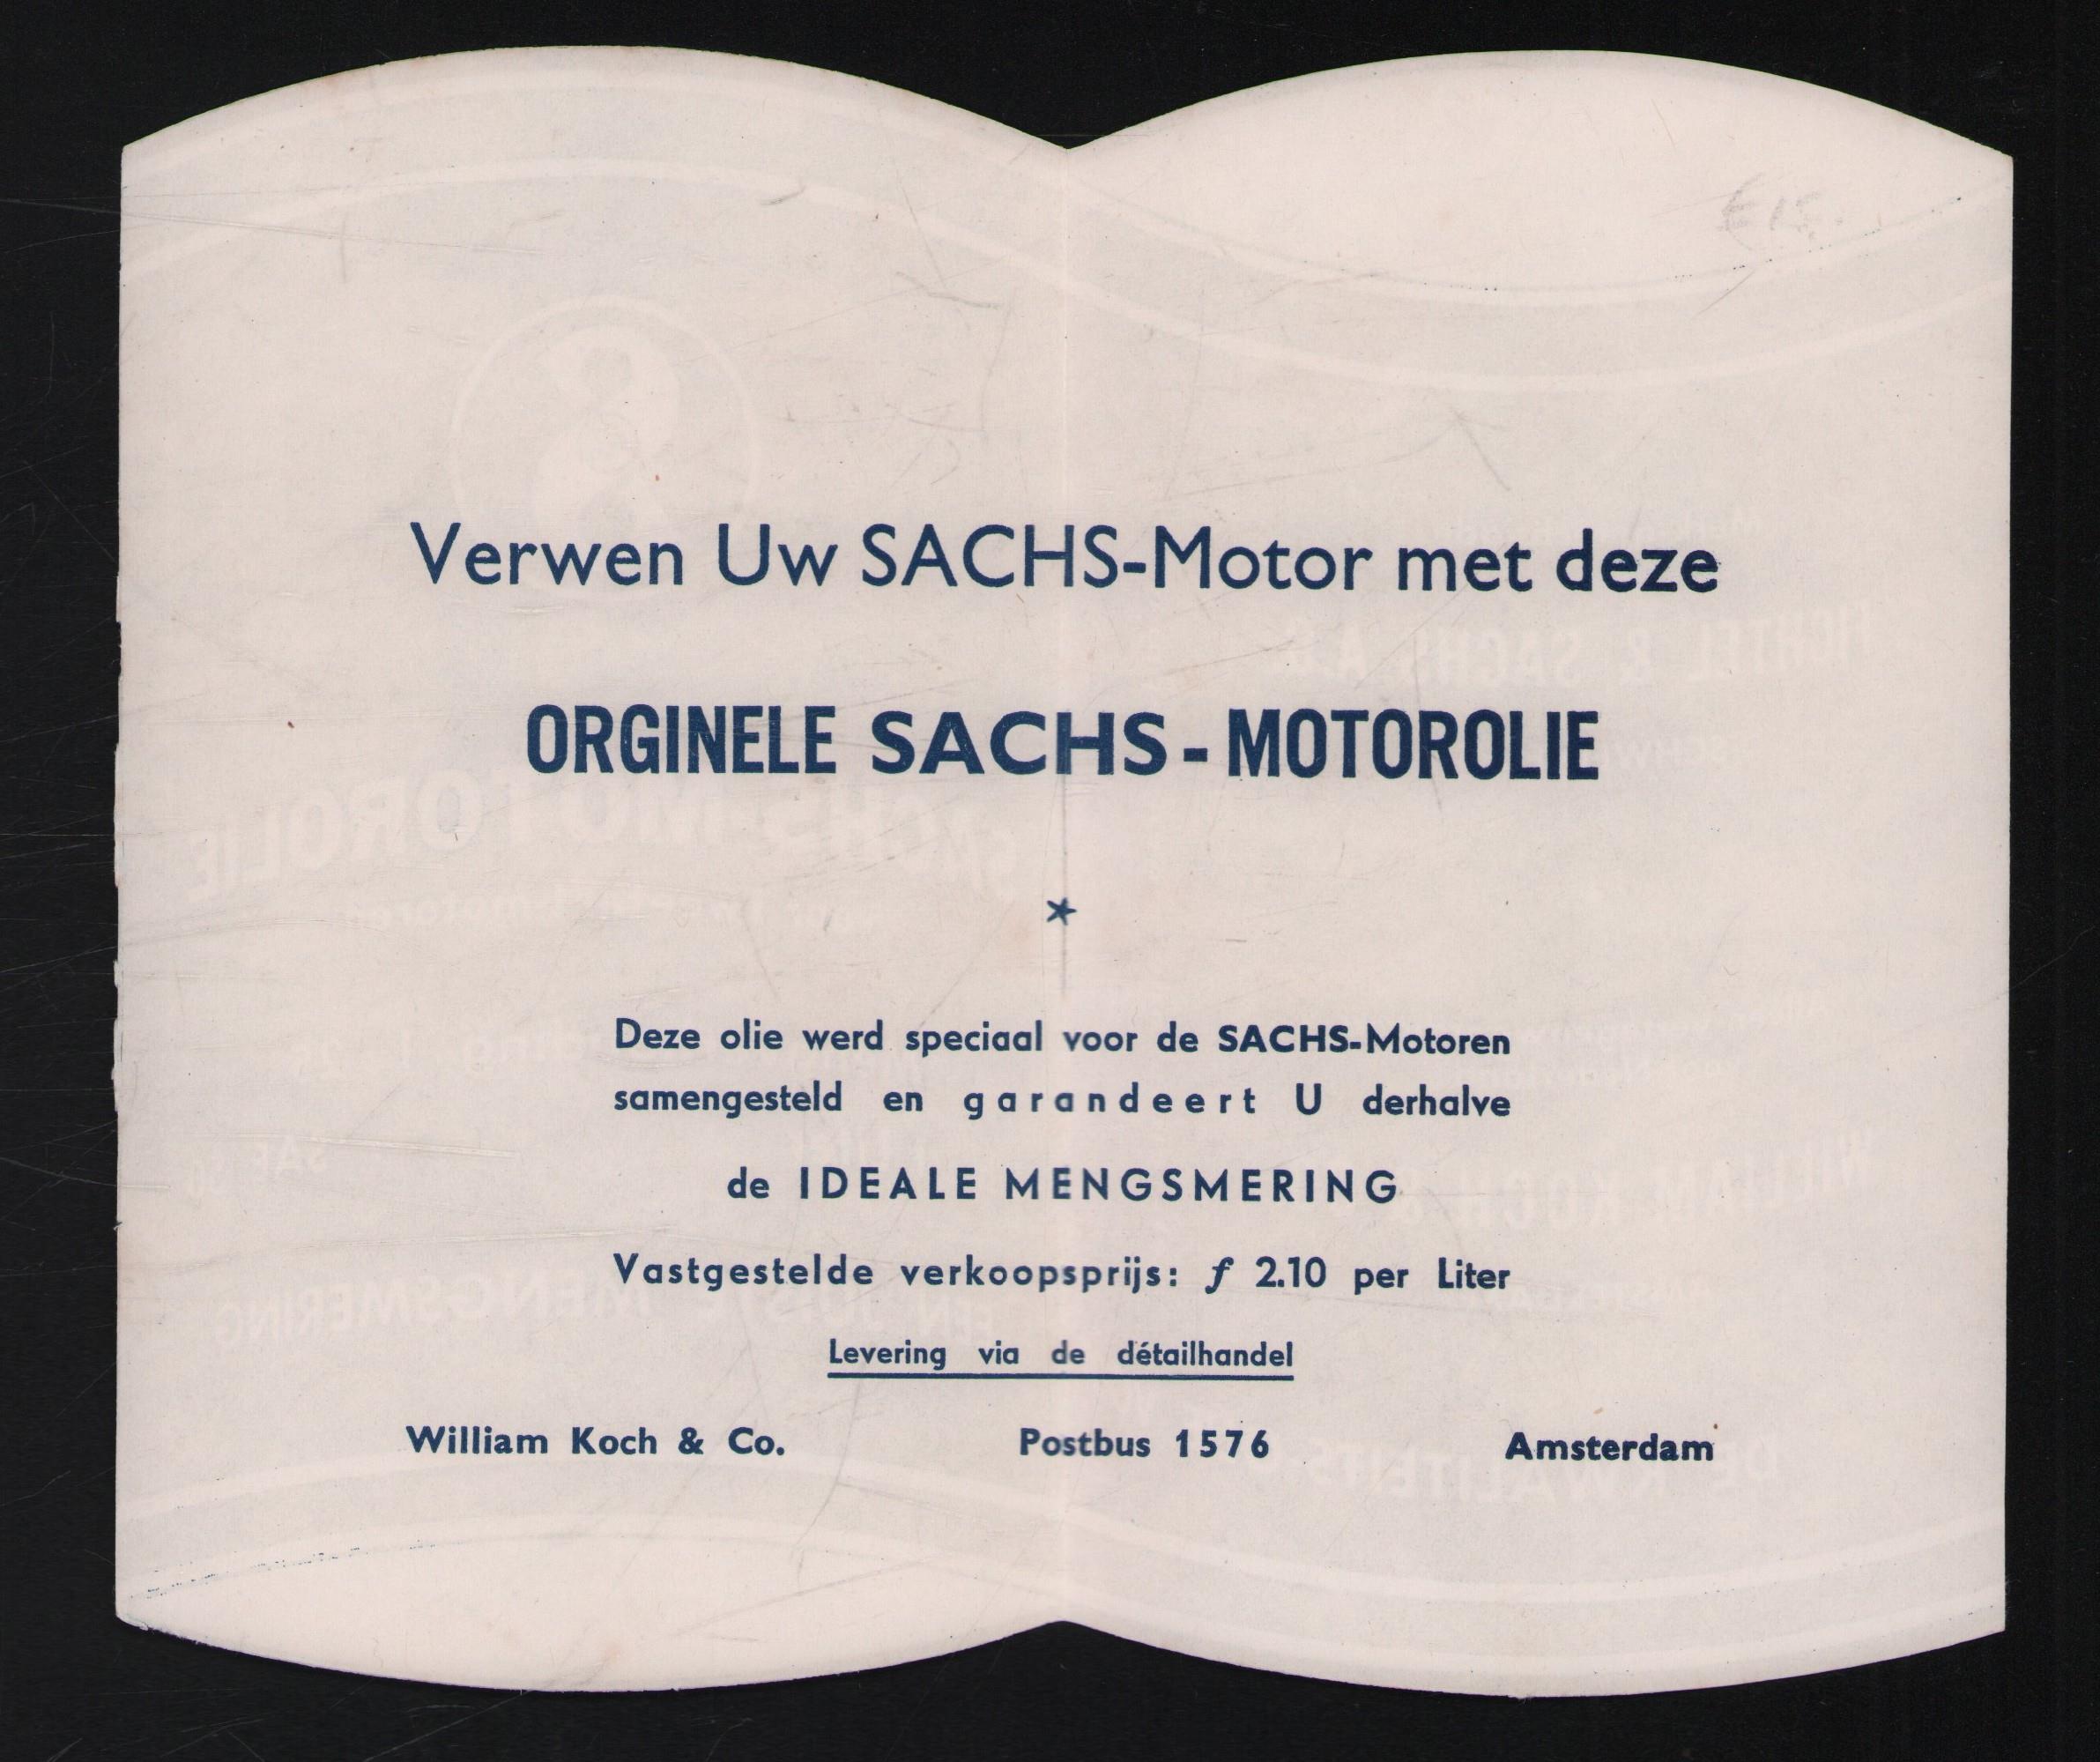 Verwen Uw SACHS-Motor met deze
ORGINELE SACHS - MOTOROLIE
*
Deze olie werd speciaal voor de SACHS-Motoren
samengesteld en garandeert U derhalve
de IDEALE MENGSMERING
Vastgestelde verkoopsprijs: ƒ 2.10 per Liter
Levering via de détailhandel
William Koch & Co. Postbus 1576 Amsterdam